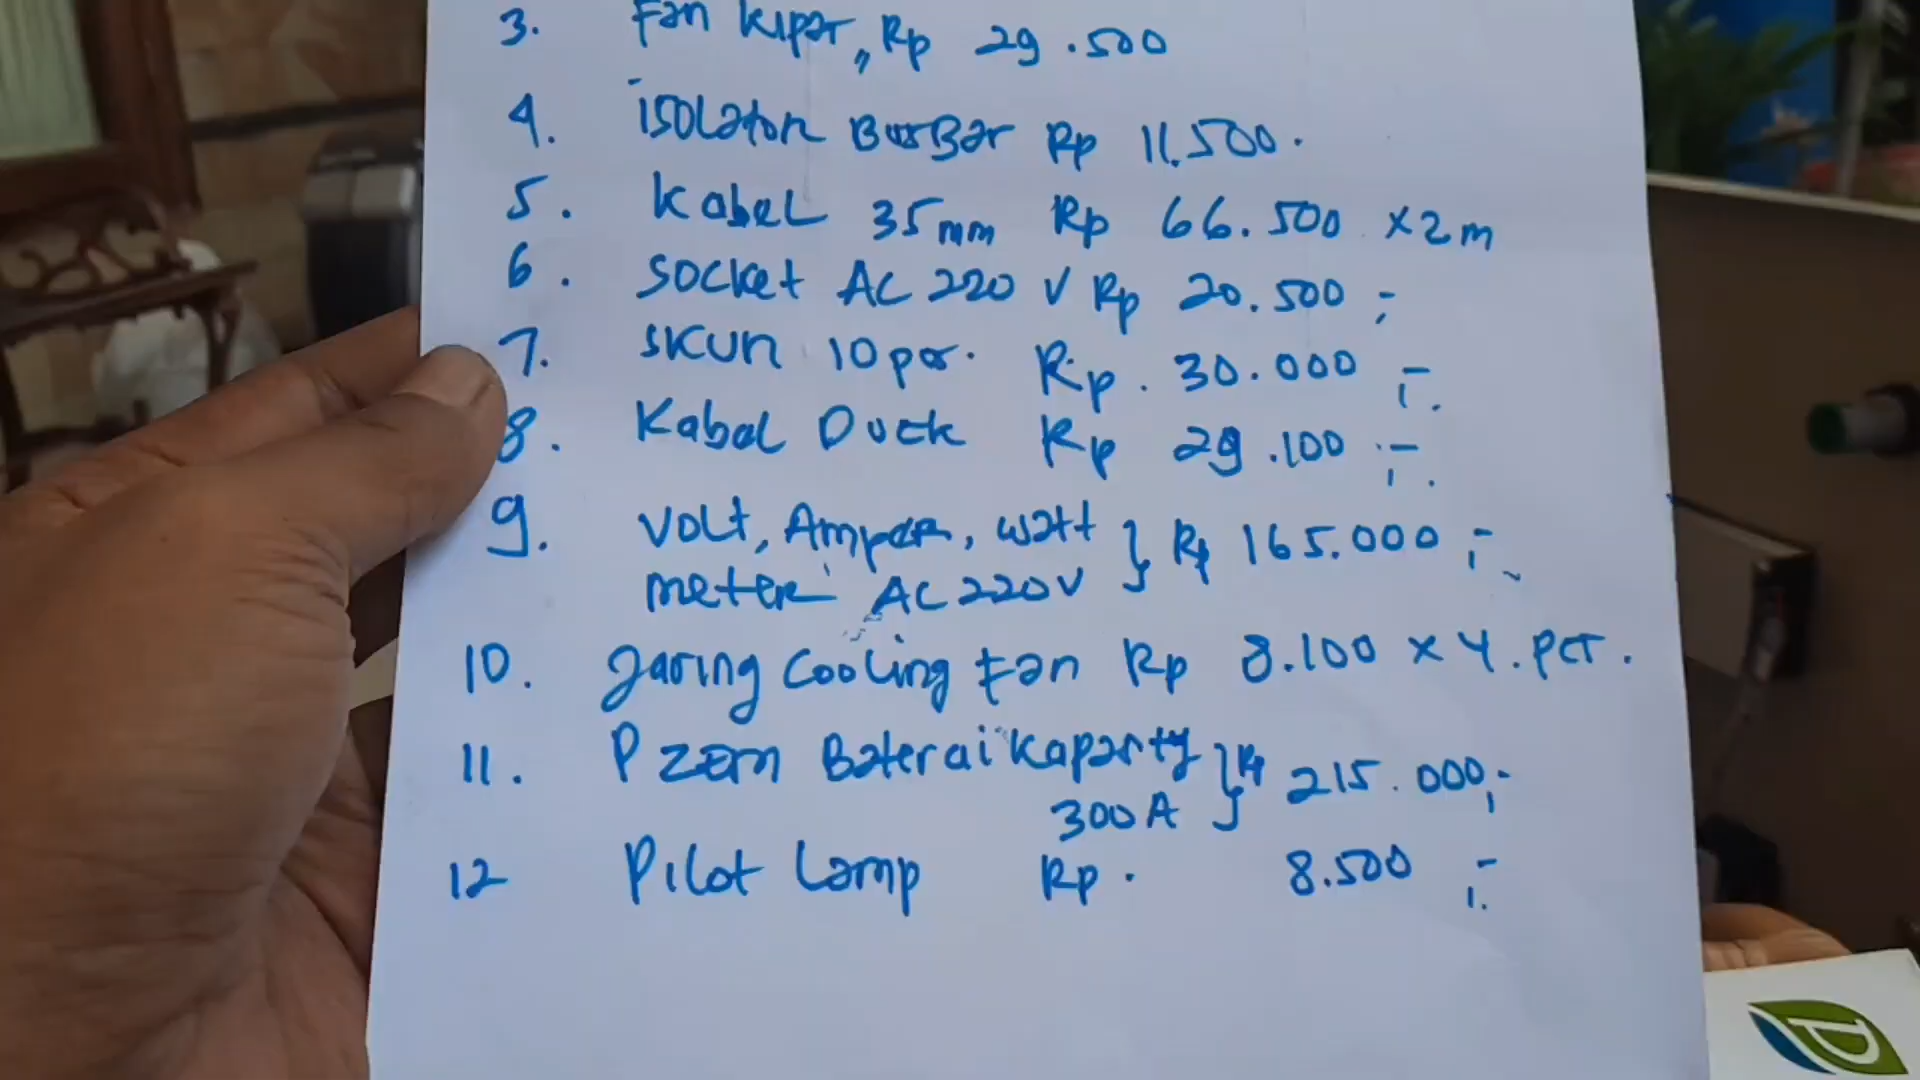 3. Fan kipas, Rp 29.500
4. isolator BusBar Rp 11.500.
5. Kabel 35mm Rp 66.500 x2m
6. Socket AC 220 V Rp 20.500 ;
7. SKUN 10 pcs. Rp. 30.000 ;-.
8. Kabel Duck Rp 29.100 ;-.
9. Volt, Amper, watt } Rp 165.000 ;-
meter AC 220V
10. Jaring Cooling Fan Rp 8.100 x 4. pcs.
11. Pzem Baterai Kapasity } Rp 215.000;-
300A
12 Pilot Lamp Rp. 8.500 ;-.